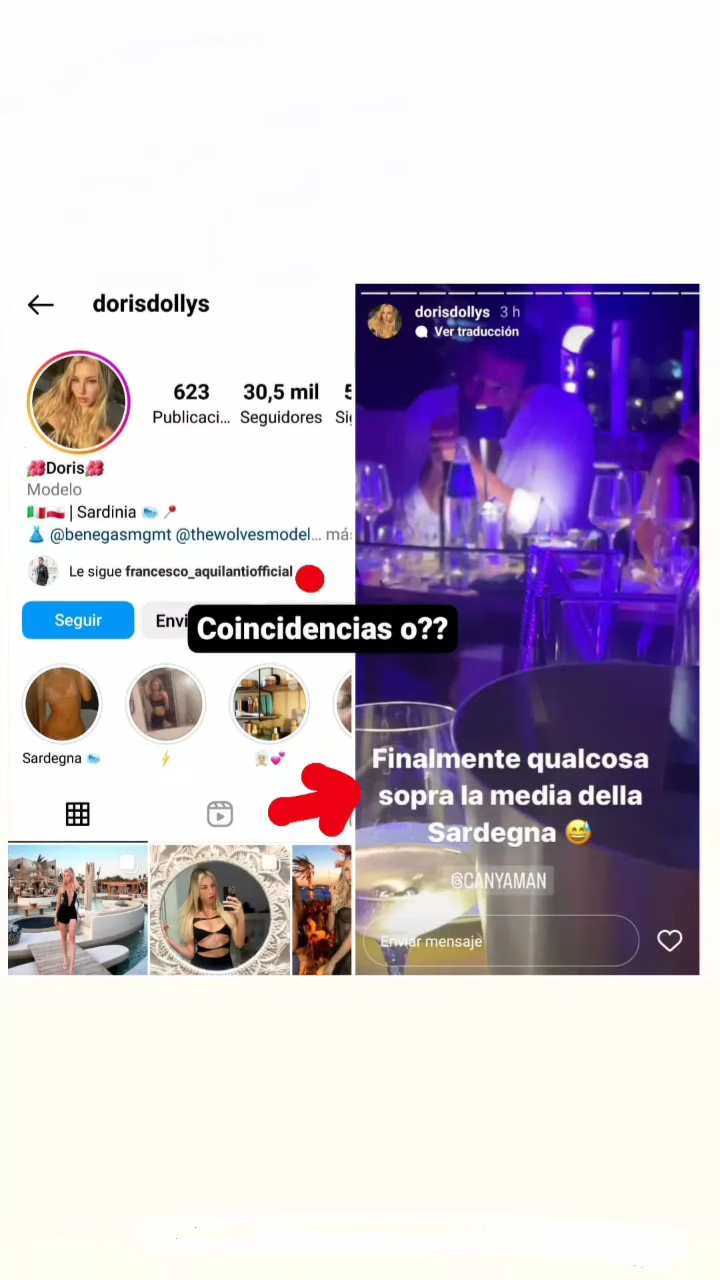 dorisdollys
623
30,5 mil
Publicaci...
Seguidores
🌺Doris🌺
Modelo
🇮🇹🇵🇱 | Sardinia 🐋📍
👗 @benegasmgmt @thewolvesmodel... más
Le sigue francesco_aquilantiofficial
Seguir
Envi
Sardegna 🐋
⚡
👩🏼‍🚀💕
dorisdollys 3 h
Ver traducción
Coincidencias o??
Finalmente qualcosa
sopra la media della
Sardegna 😅
@CANYAMAN
Enviar mensaje